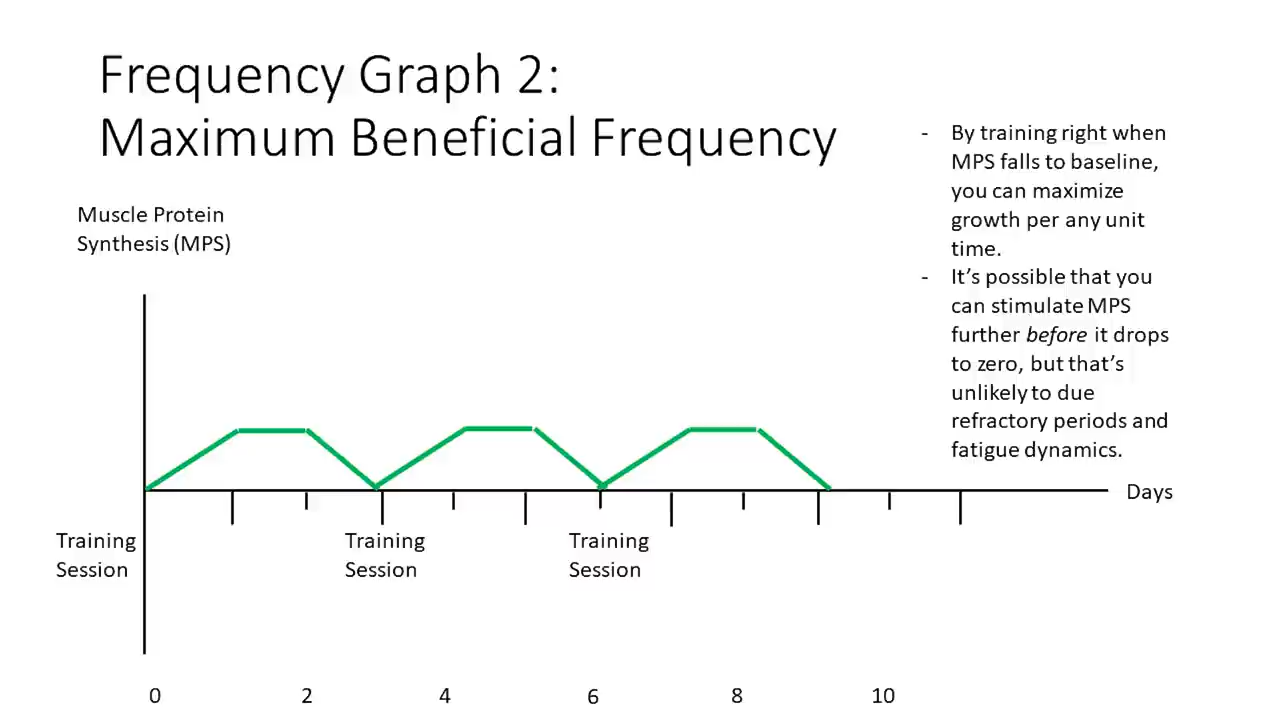 Frequency Graph 2:
Maximum Beneficial Frequency
- By training right when
MPS falls to baseline,
you can maximize
growth per any unit
time.
- It’s possible that you
can stimulate MPS
further before it drops
to zero, but that’s
unlikely to due
refractory periods and
fatigue dynamics.
Muscle Protein
Synthesis (MPS)
Days
Training
Session
Training
Session
Training
Session
0 2 4 6 8 10